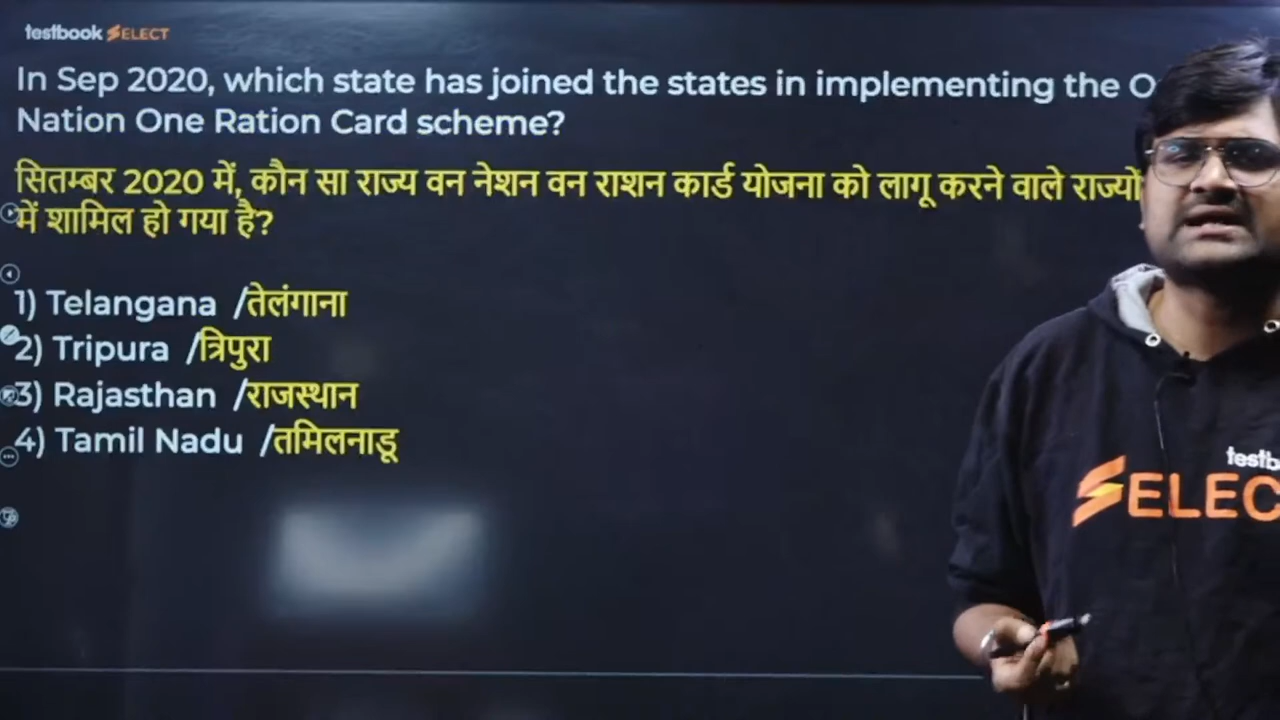 testbook SELECT
In Sep 2020, which state has joined the states in implementing the
Nation One Ration Card scheme?
सितम्बर 2020 में, कौन सा राज्य वन नेशन वन राशन कार्ड योजना को लागू करने वाले राज्यों
में शामिल हो गया है?
1) Telangana /तेलंगाना
2) Tripura /त्रिपुरा
3) Rajasthan /राजस्थान
4) Tamil Nadu /तमिलनाडू
testb
SELEC